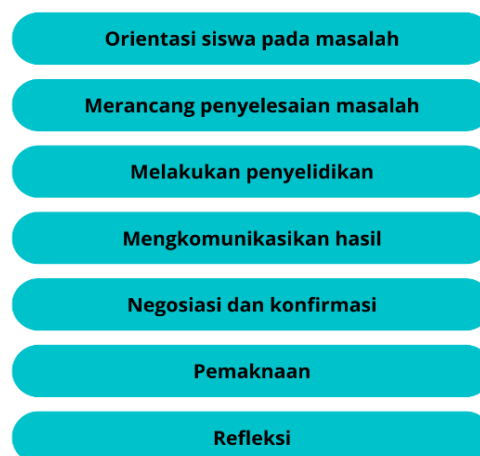 Orientasi siswa pada masalah
Merancang penyelesaian masalah
Melakukan penyelidikan
Mengkomunikasikan hasil
Negosiasi dan konfirmasi
Pemaknaan
Refleksi